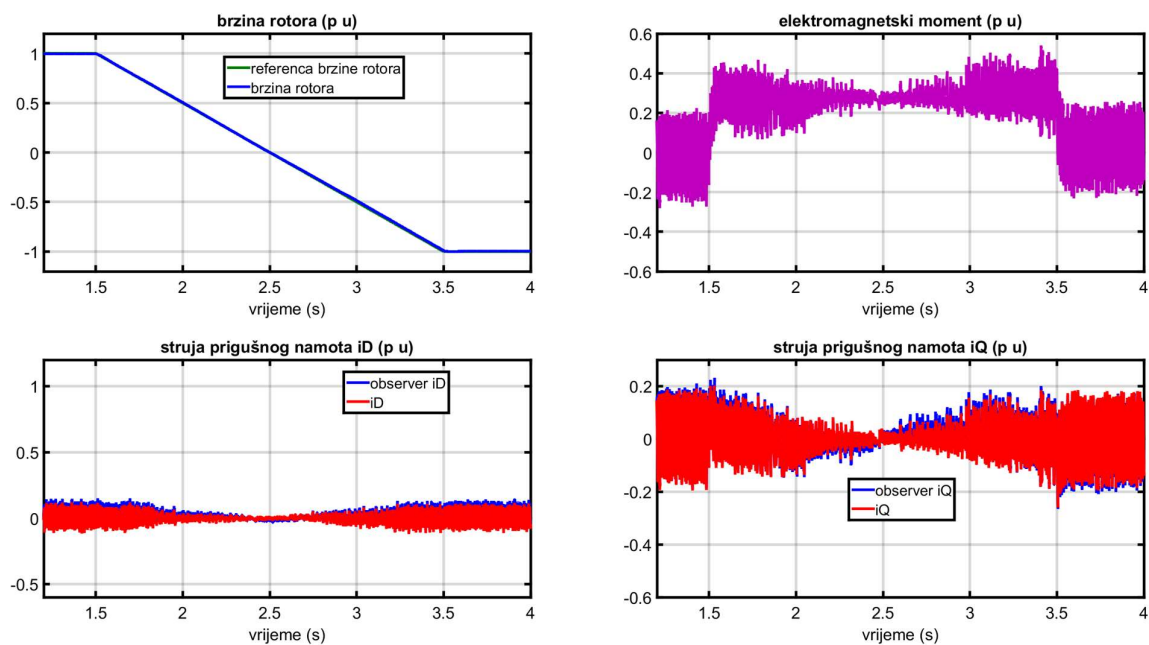 brzina rotora (p u)
1
0.5
0
-0.5
-1
referenca brzine rotora
brzina rotora
1.5 2 2.5 3 3.5 4
vrijeme (s)
elektromagnetski moment (p u)
0.6
0.4
0.2
0
-0.2
-0.4
-0.6
1.5 2 2.5 3 3.5 4
vrijeme (s)
struja prigušnog namota iD (p u)
1
0.5
0
-0.5
observer iD
iD
1.5 2 2.5 3 3.5 4
vrijeme (s)
struja prigušnog namota iQ (p u)
0.2
0
-0.2
-0.4
-0.6
observer iQ
iQ
1.5 2 2.5 3 3.5 4
vrijeme (s)